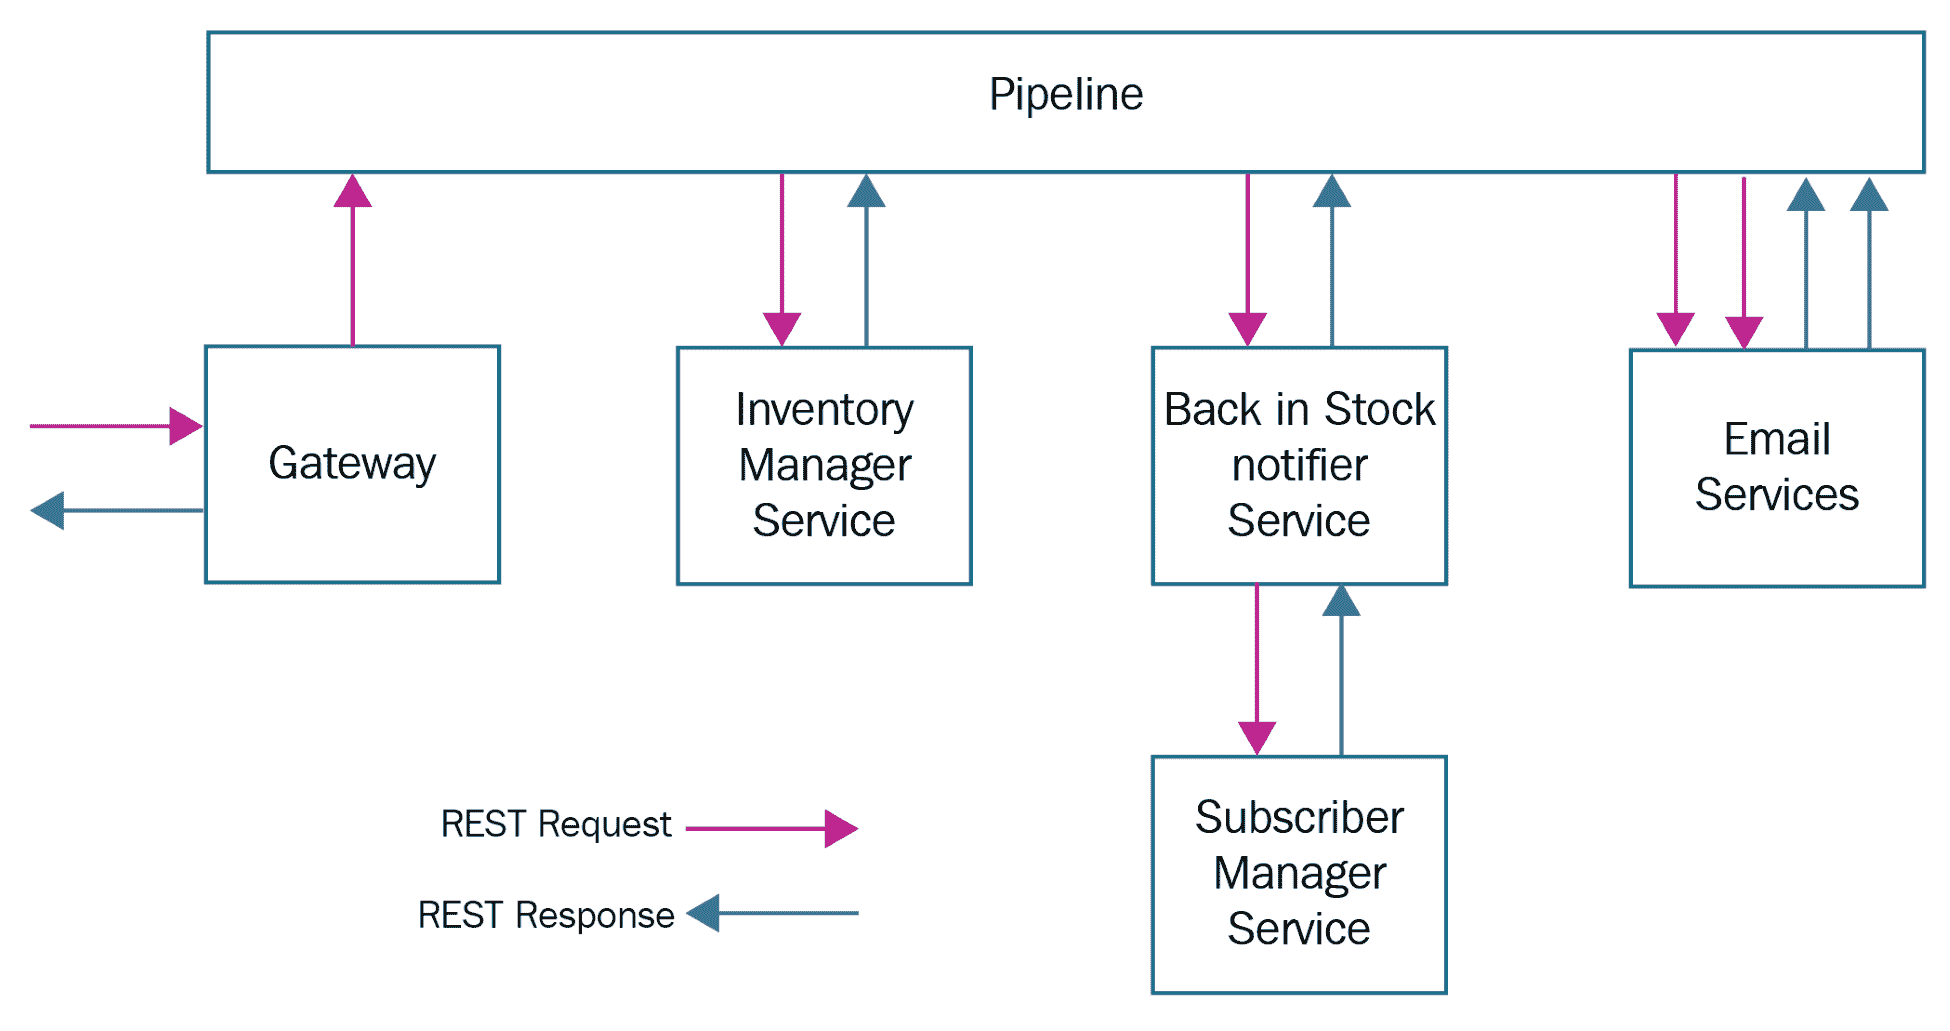 Pipeline
Gateway
Inventory
Manager
Service
Back in Stock
notifier
Service
Email
Services
Subscriber
Manager
Service
REST Request
REST Response